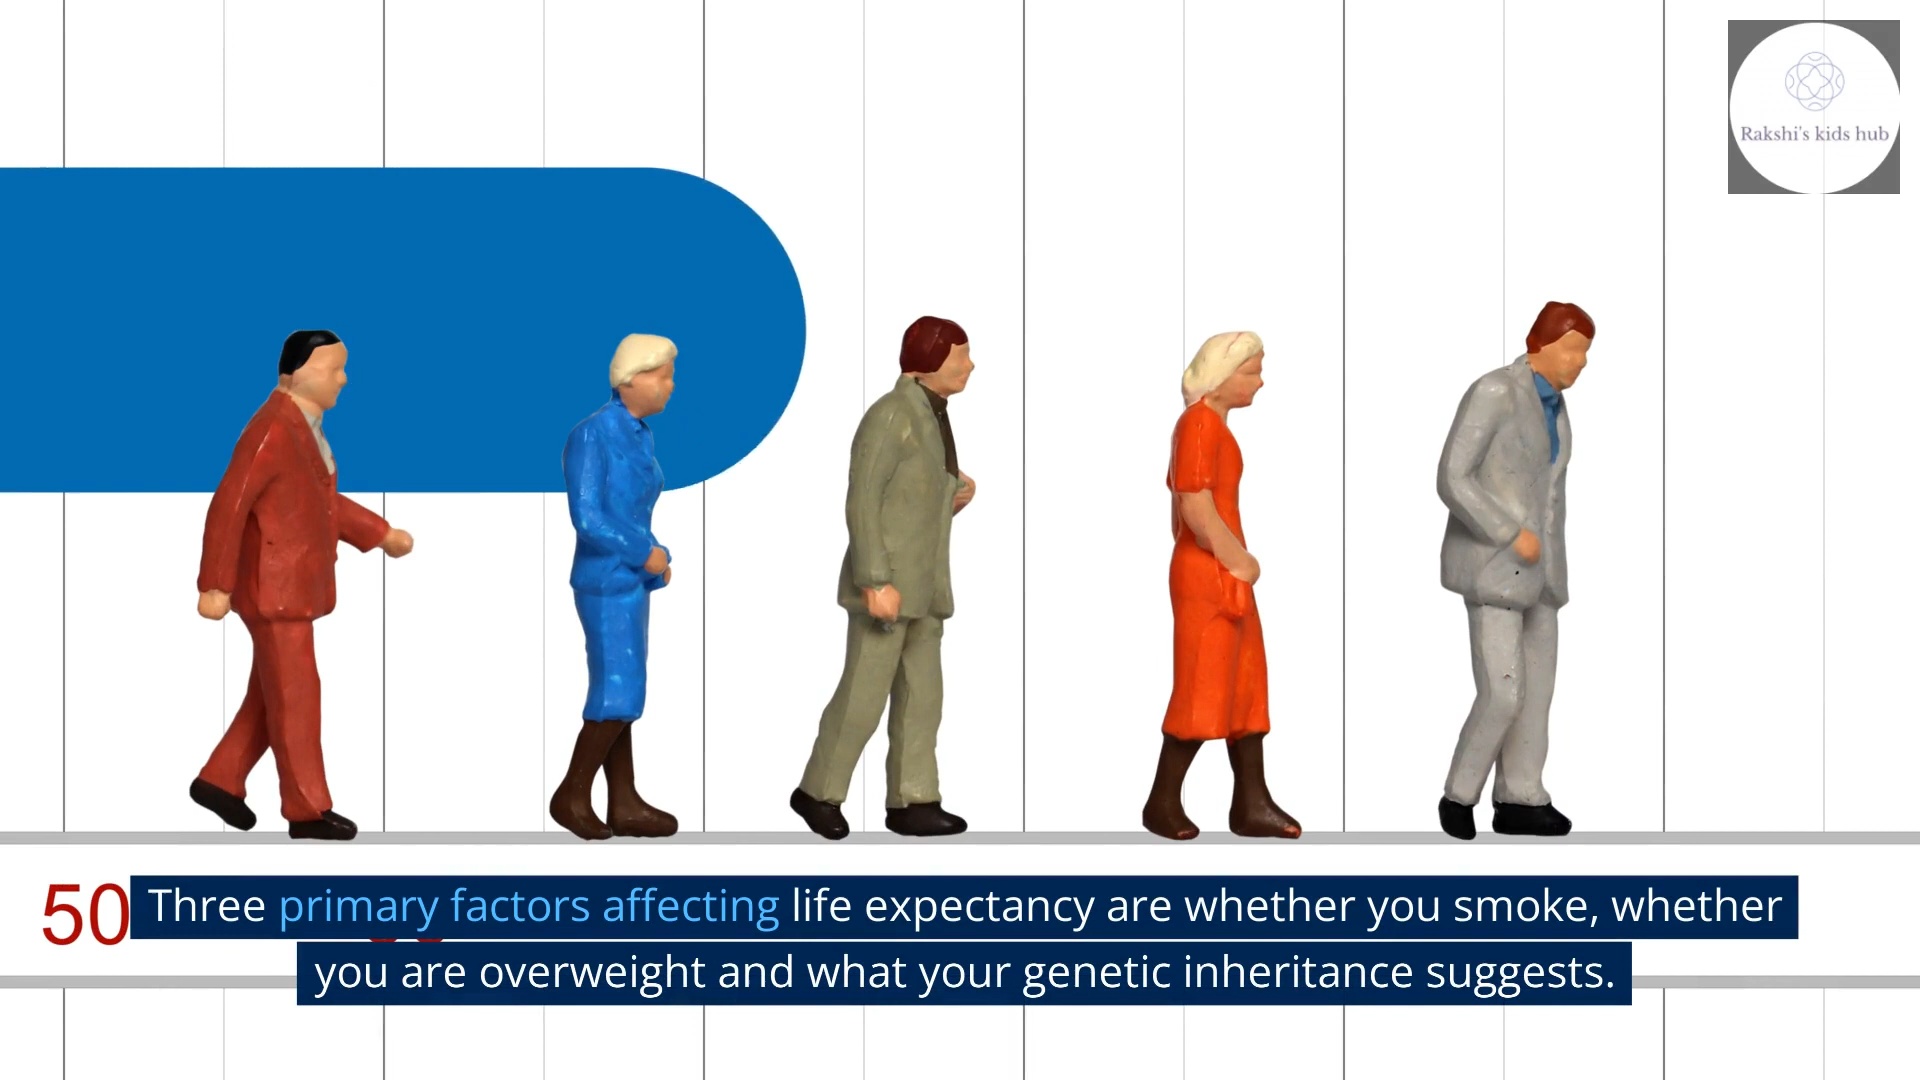 Rakshi's kids hub
50
Three primary factors affecting life expectancy are whether you smoke, whether
you are overweight and what your genetic inheritance suggests.